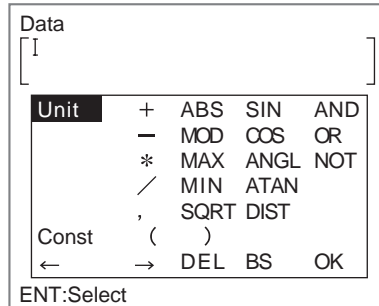 Data
Unit + ABS SIN AND
− MOD COS OR
* MAX ANGL NOT
／ MIN ATAN
, SQRT DIST
Const ( )
← → DEL BS OK
ENT:Select